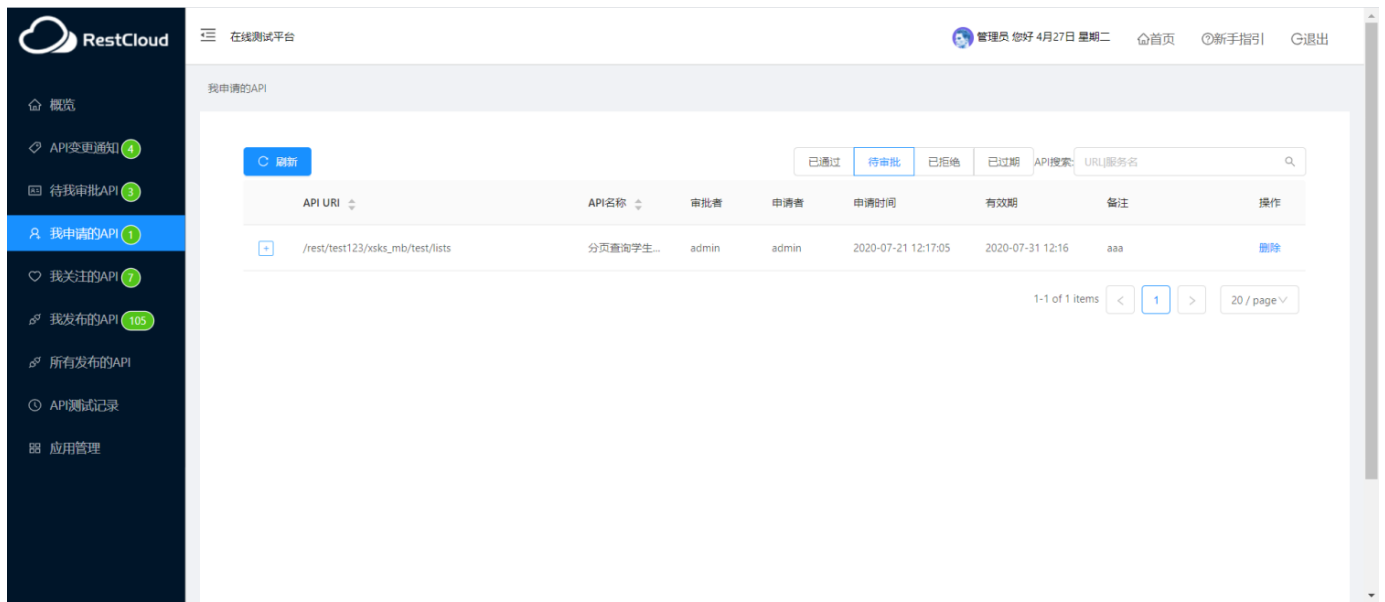 RestCloud
在线测试平台
管理员 您好 4月27日 星期二
首页
新手指引
退出
概览
API变更通知 4
待我审批API 3
我申请的API 1
我关注的API 7
我发布的API 105
所有发布的API
API测试记录
应用管理
我申请的API
刷新
已通过 待审批 已拒绝 已过期 API搜索: URL|服务名
API URI API名称 审批者 申请者 申请时间 有效期 备注 操作
/rest/test123/xsks_mb/test/lists 分页查询学生... admin admin 2020-07-21 12:17:05 2020-07-31 12:16 aaa 删除
1-1 of 1 items < 1 > 20 / page